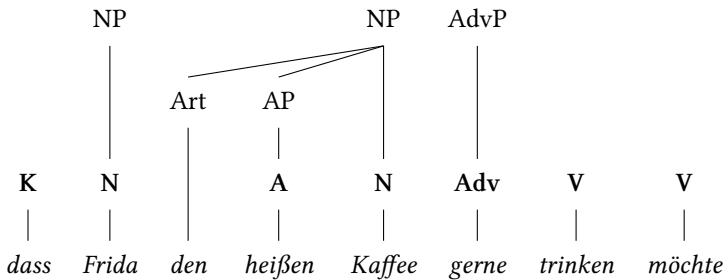 NP NP AdvP
Art AP
K N A N Adv V V
dass Frida den heißen Kaffee gerne trinken möchte